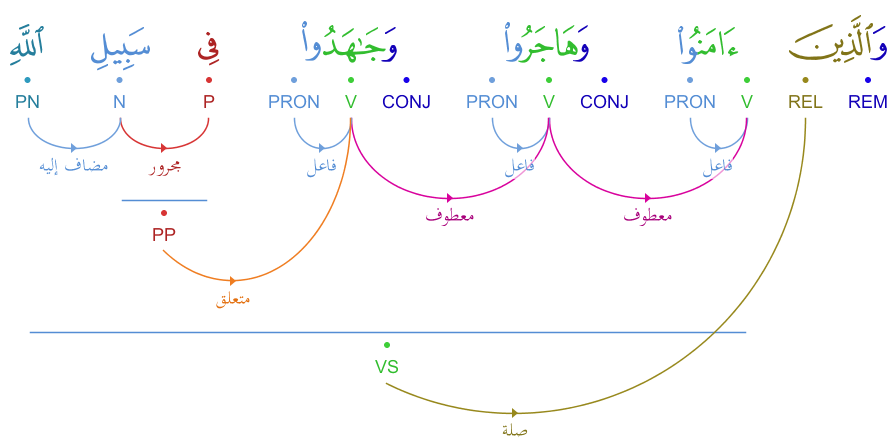 وَٱلَّذِينَ ءَامَنُوا۟ وَهَاجَرُوا۟ وَجَـٰهَدُوا۟ فِى سَبِيلِ ٱللَّهِ
REM REL V PRON CONJ V PRON CONJ V PRON P N PN
فاعل فاعل فاعل مجرور مضاف إليه
معطوف معطوف
PP
متعلق
VS
صلة